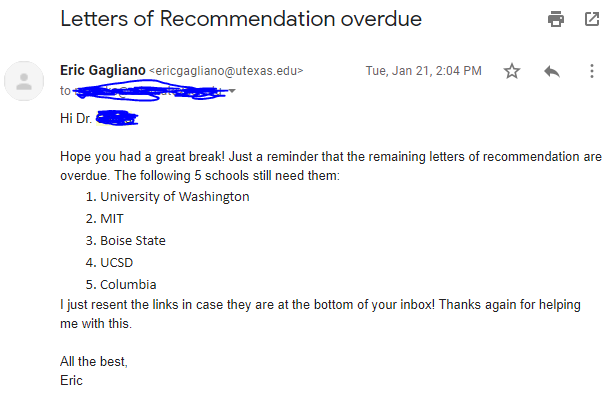 Letters of Recommendation overdue
Eric Gagliano <ericgagliano@utexas.edu>
Tue, Jan 21, 2:04 PM
to
Hi Dr.
Hope you had a great break! Just a reminder that the remaining letters of recommendation are
overdue. The following 5 schools still need them:
1. University of Washington
2. MIT
3. Boise State
4. UCSD
5. Columbia
I just resent the links in case they are at the bottom of your inbox! Thanks again for helping
me with this.
All the best,
Eric